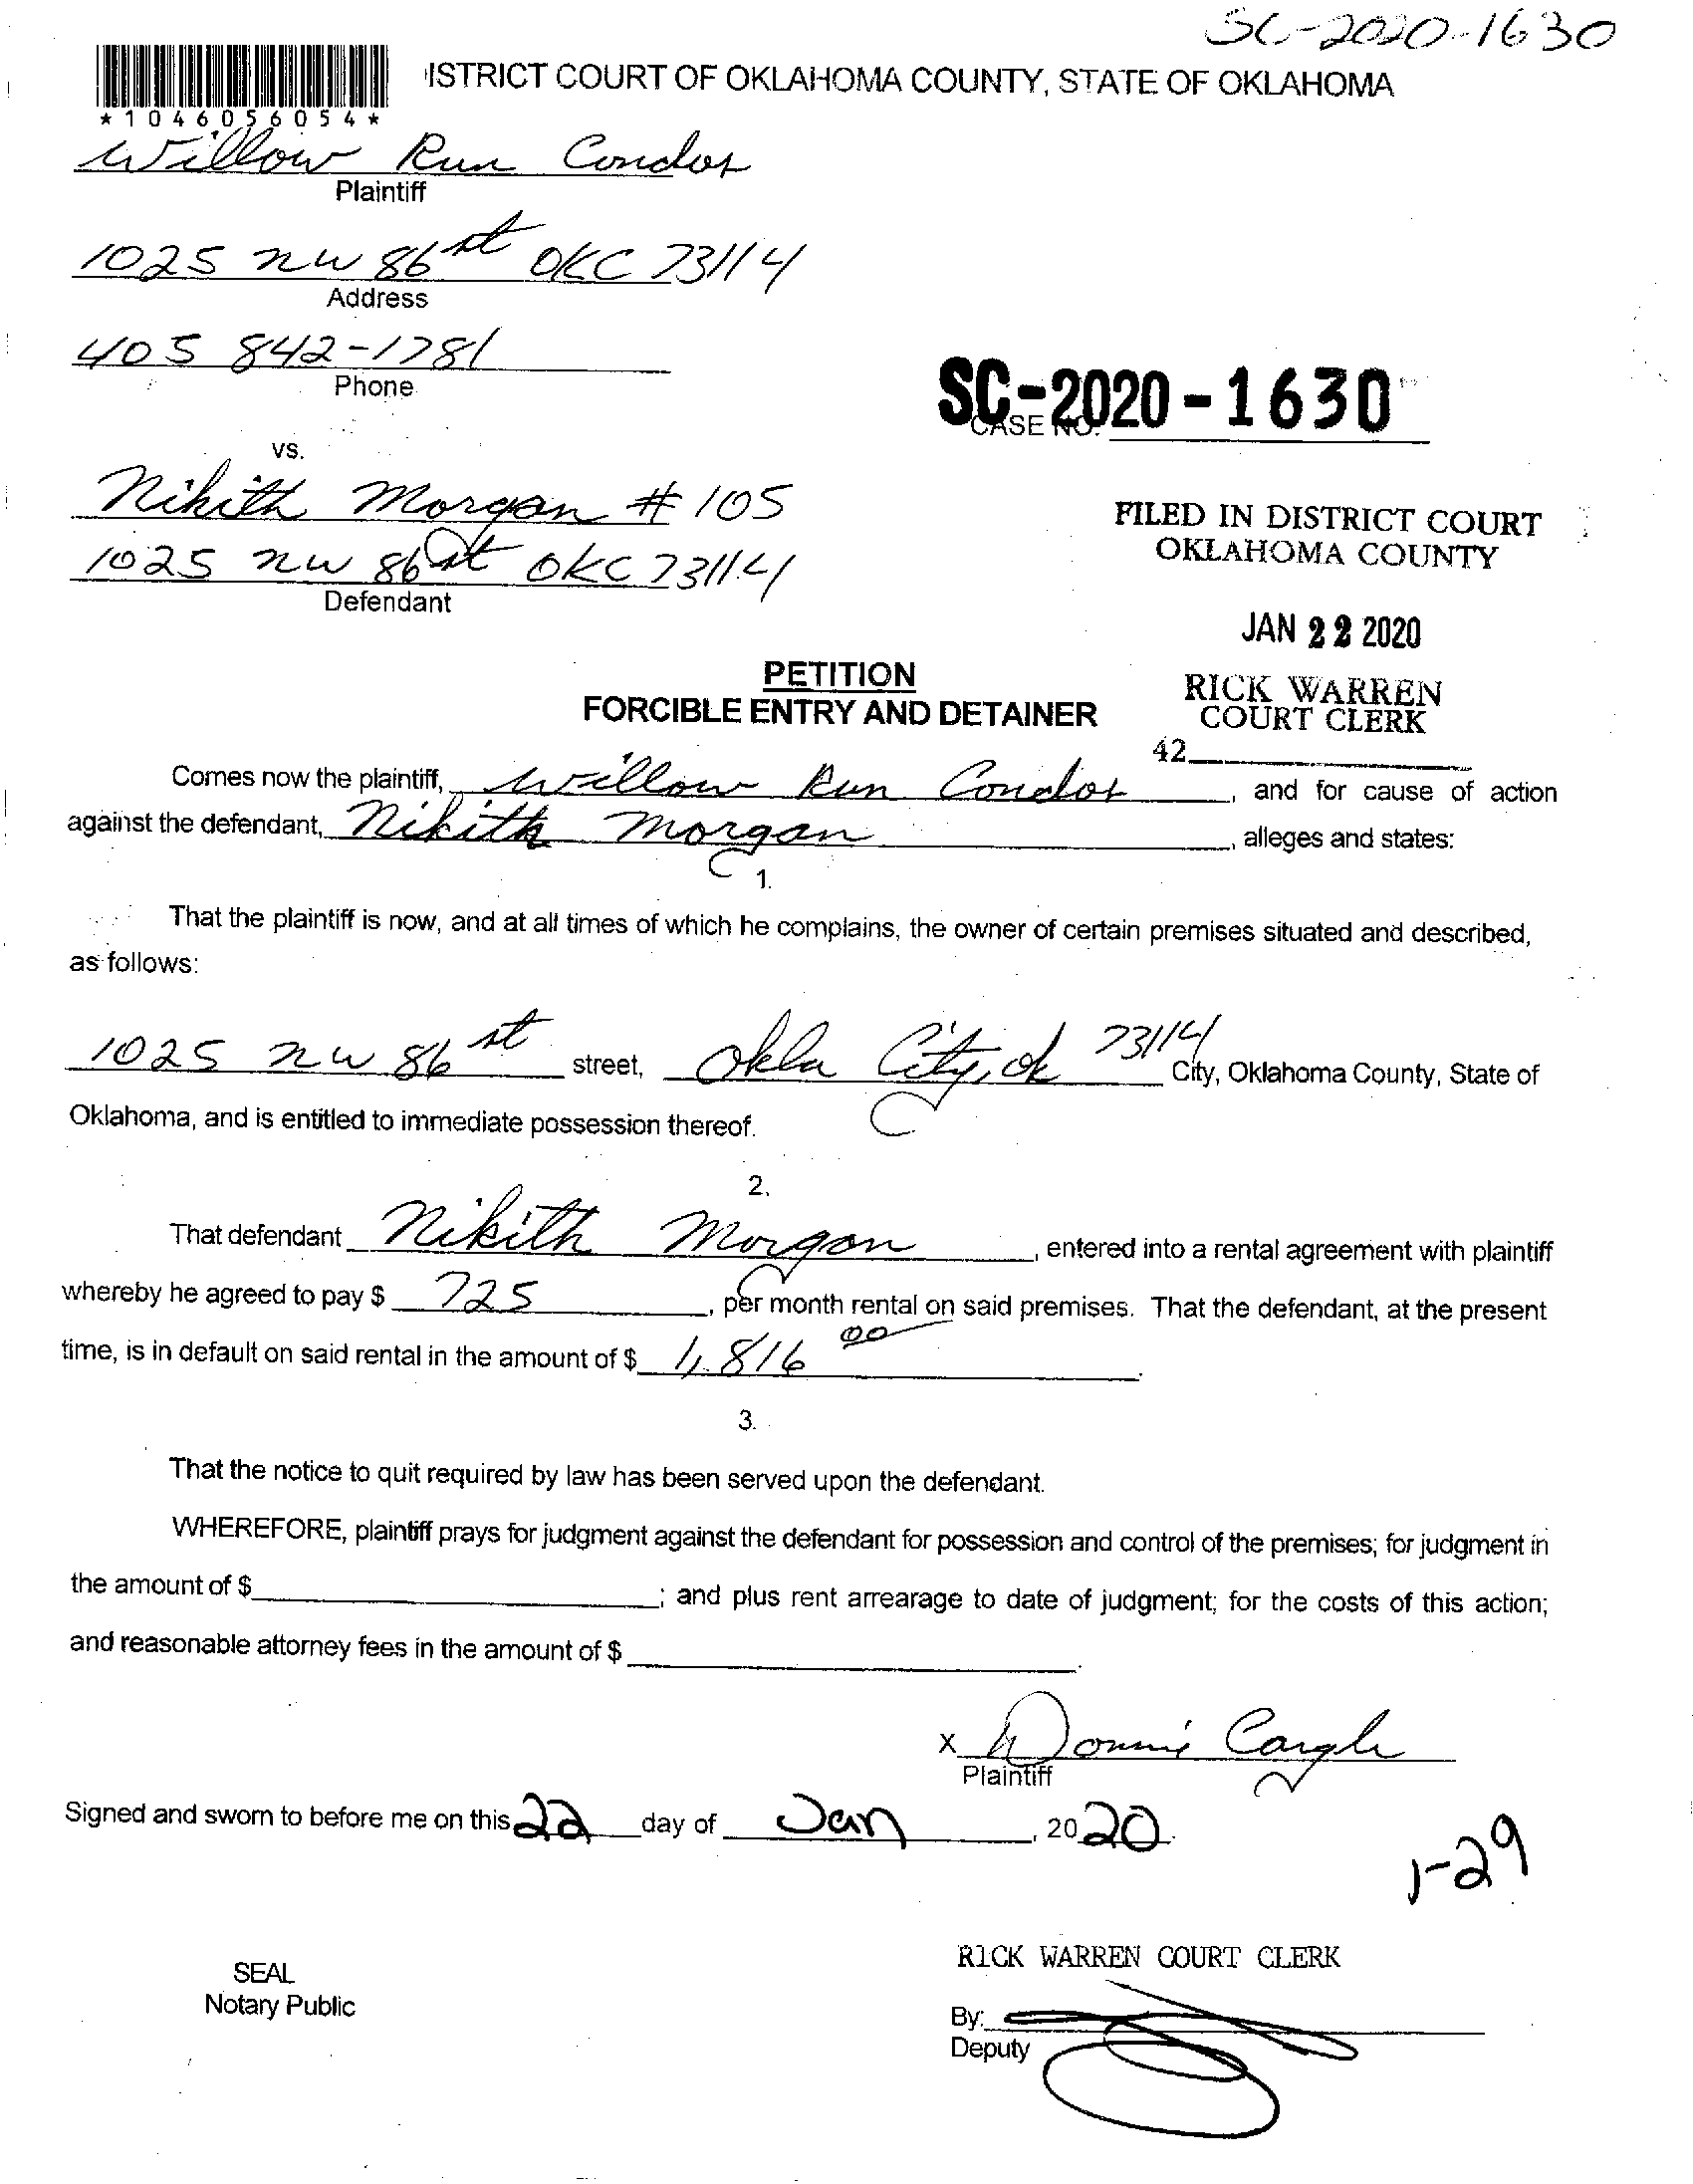 SC-2020-1630
ISTRICT COURT OF OKLAHOMA COUNTY, STATE OF OKLAHOMA
*1046056054*
Willow Run Condos
Plaintiff
1025 NW 86 st OKC 73114
Address
405 842-1781
Phone
SC-2020-1630
CASE NO.
vs.
Nikith Morgan # 105
1025 NW 86 st OKC 73114
Defendant
FILED IN DISTRICT COURT
OKLAHOMA COUNTY
JAN 22 2020
RICK WARREN
COURT CLERK
42
PETITION
FORCIBLE ENTRY AND DETAINER
Comes now the plaintiff, Willow Run Condos, and for cause of action
against the defendant, Nikith Morgan, alleges and states:
1.
That the plaintiff is now, and at all times of which he complains, the owner of certain premises situated and described,
as follows:
1025 NW 86 st street, Okla City, Ok 73114 City, Oklahoma County, State of
Oklahoma, and is entitled to immediate possession thereof.
2.
That defendant Nikith Morgan, entered into a rental agreement with plaintiff
whereby he agreed to pay $ 725, per month rental on said premises. That the defendant, at the present
time, is in default on said rental in the amount of $ 1,816 00.
3.
That the notice to quit required by law has been served upon the defendant.
WHEREFORE, plaintiff prays for judgment against the defendant for possession and control of the premises; for judgment in
the amount of $ ; and plus rent arrearage to date of judgment; for the costs of this action;
and reasonable attorney fees in the amount of $ .
x Donnie Cargle
Plaintiff
Signed and sworn to before me on this 22 day of Jan, 2020.
1-29
RICK WARREN COURT CLERK
SEAL
Notary Public
By:
Deputy